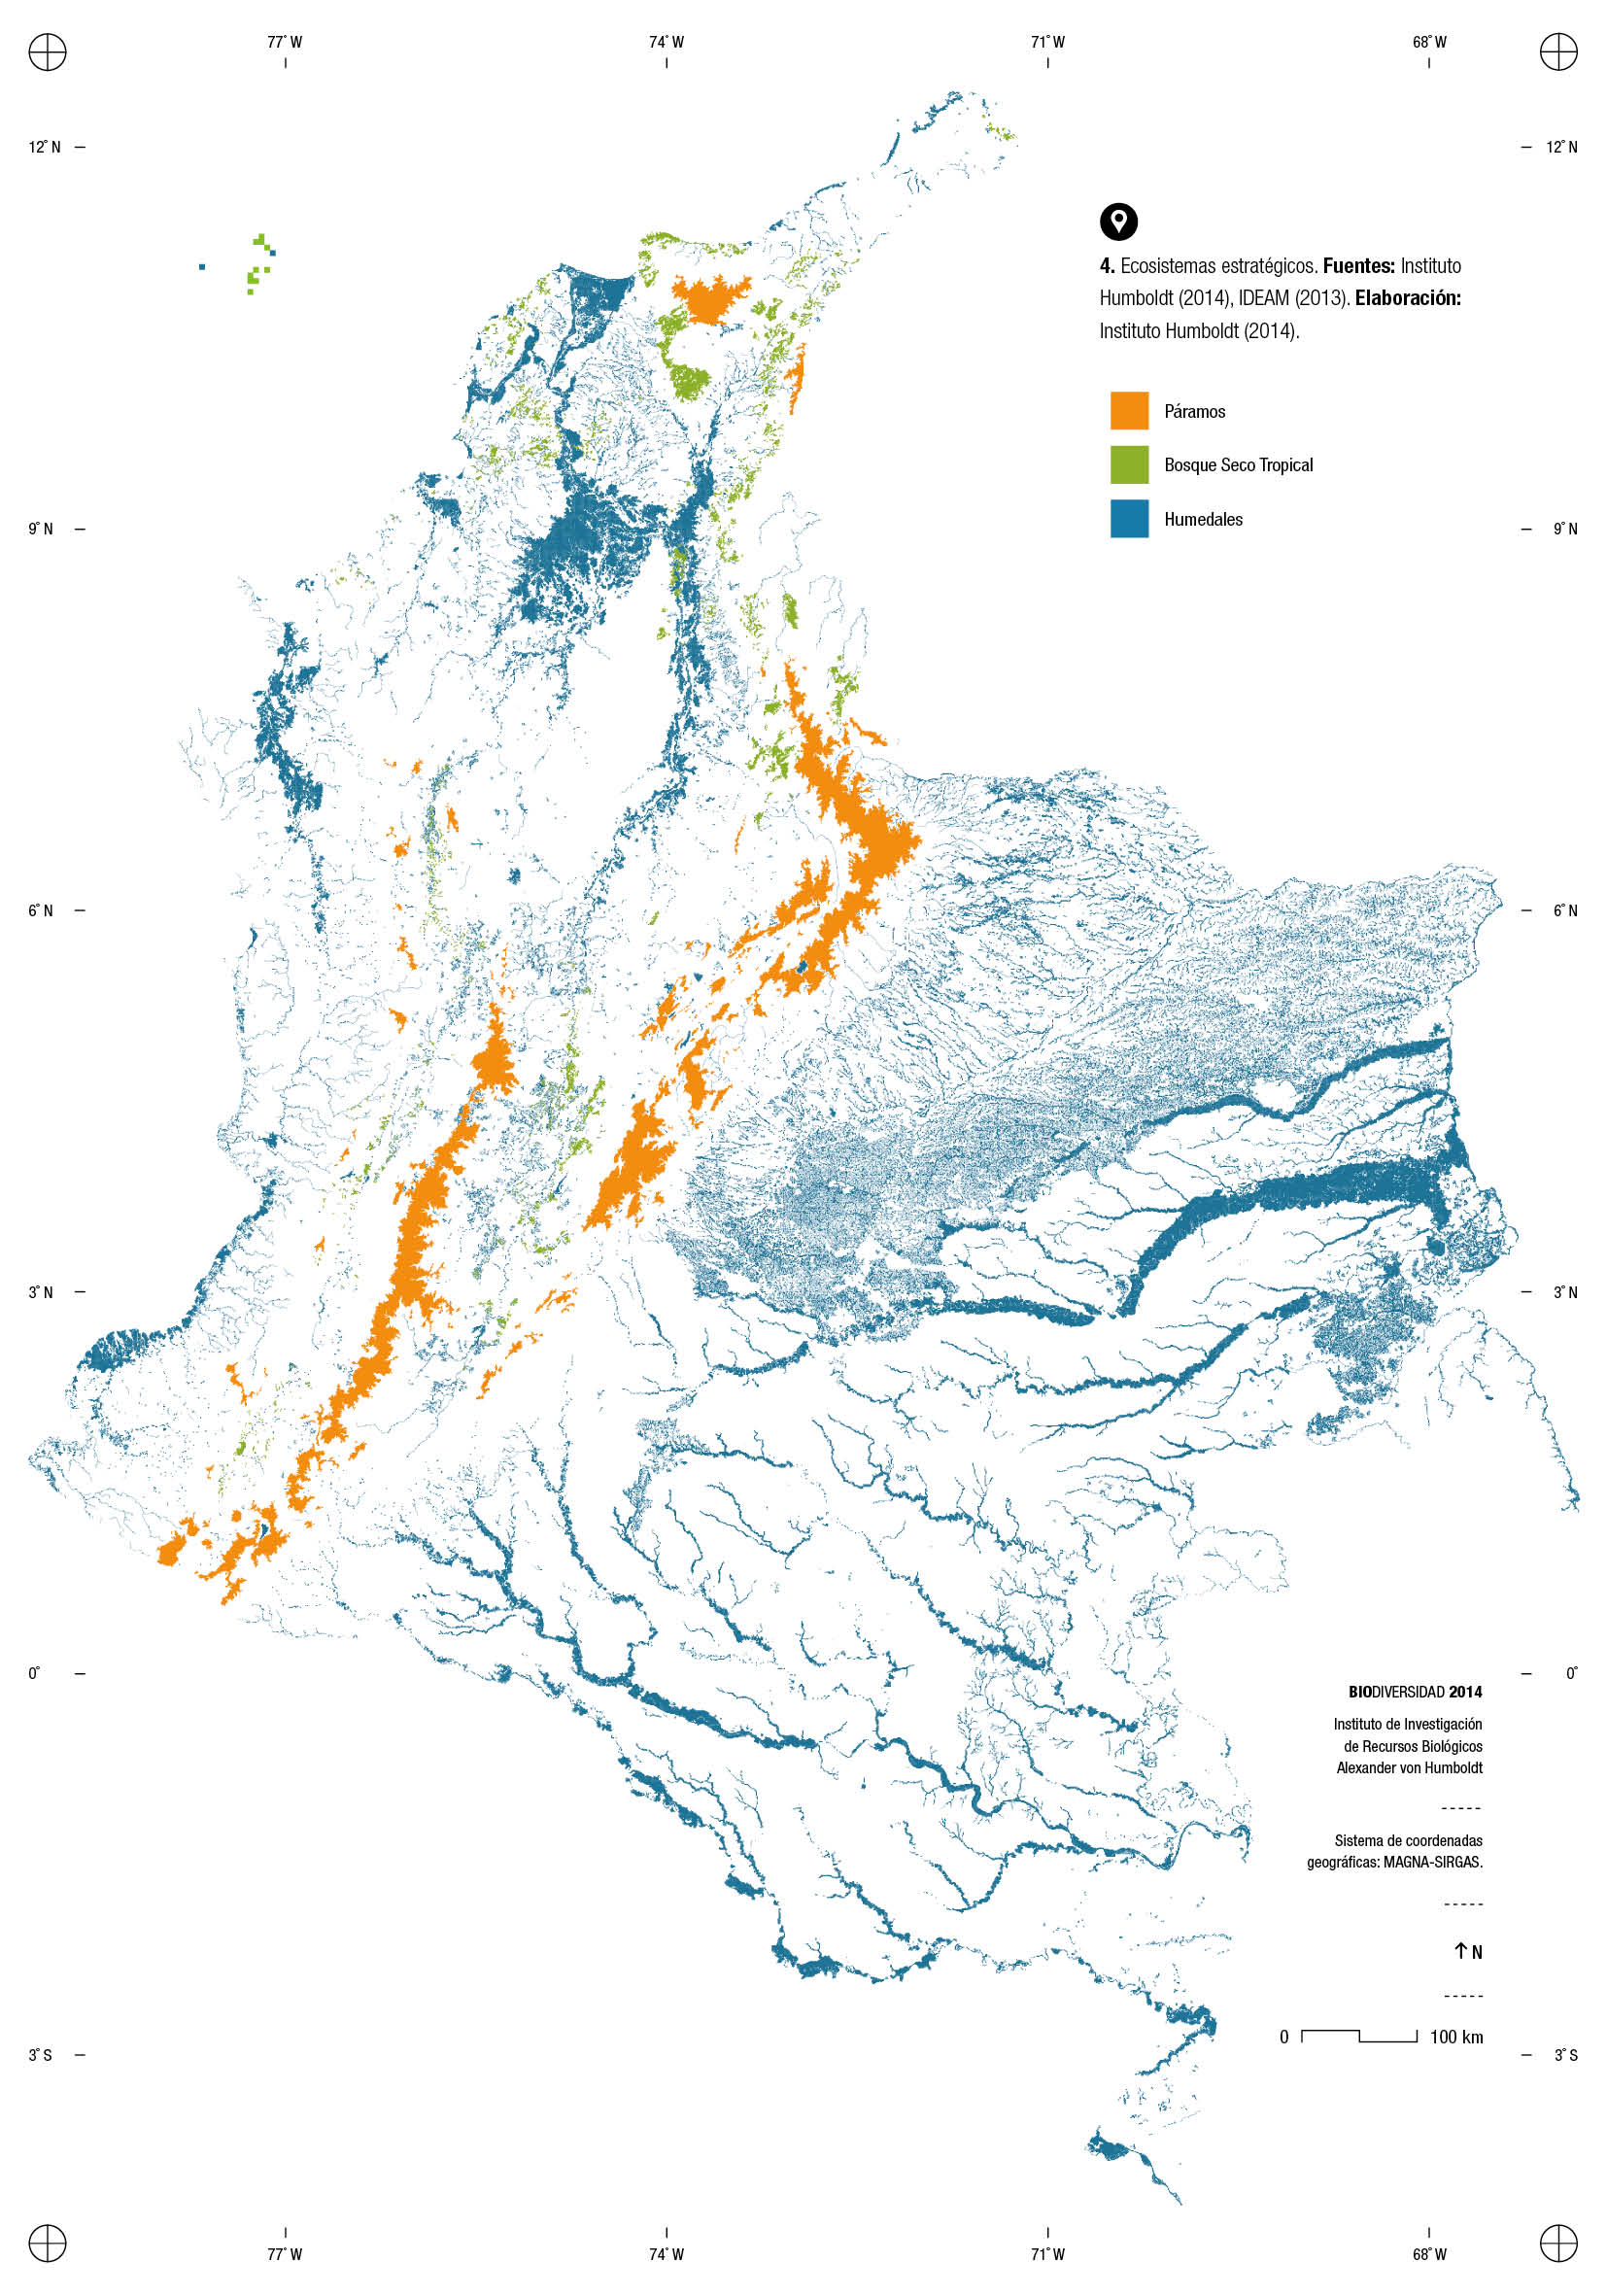 77° W
74° W
71° W
68° W
12° N
12° N
4. Ecosistemas estratégicos. Fuentes: Instituto
Humboldt (2014), IDEAM (2013). Elaboración:
Instituto Humboldt (2014).
Páramos
Bosque Seco Tropical
Humedales
9° N
9° N
6° N
6° N
3° N
3° N
0°
0°
BIODIVERSIDAD 2014
Instituto de Investigación
de Recursos Biológicos
Alexander von Humboldt
Sistema de coordenadas
geográficas: MAGNA-SIRGAS.
N
0 100 km
3° S
3° S
77° W
74° W
71° W
68° W